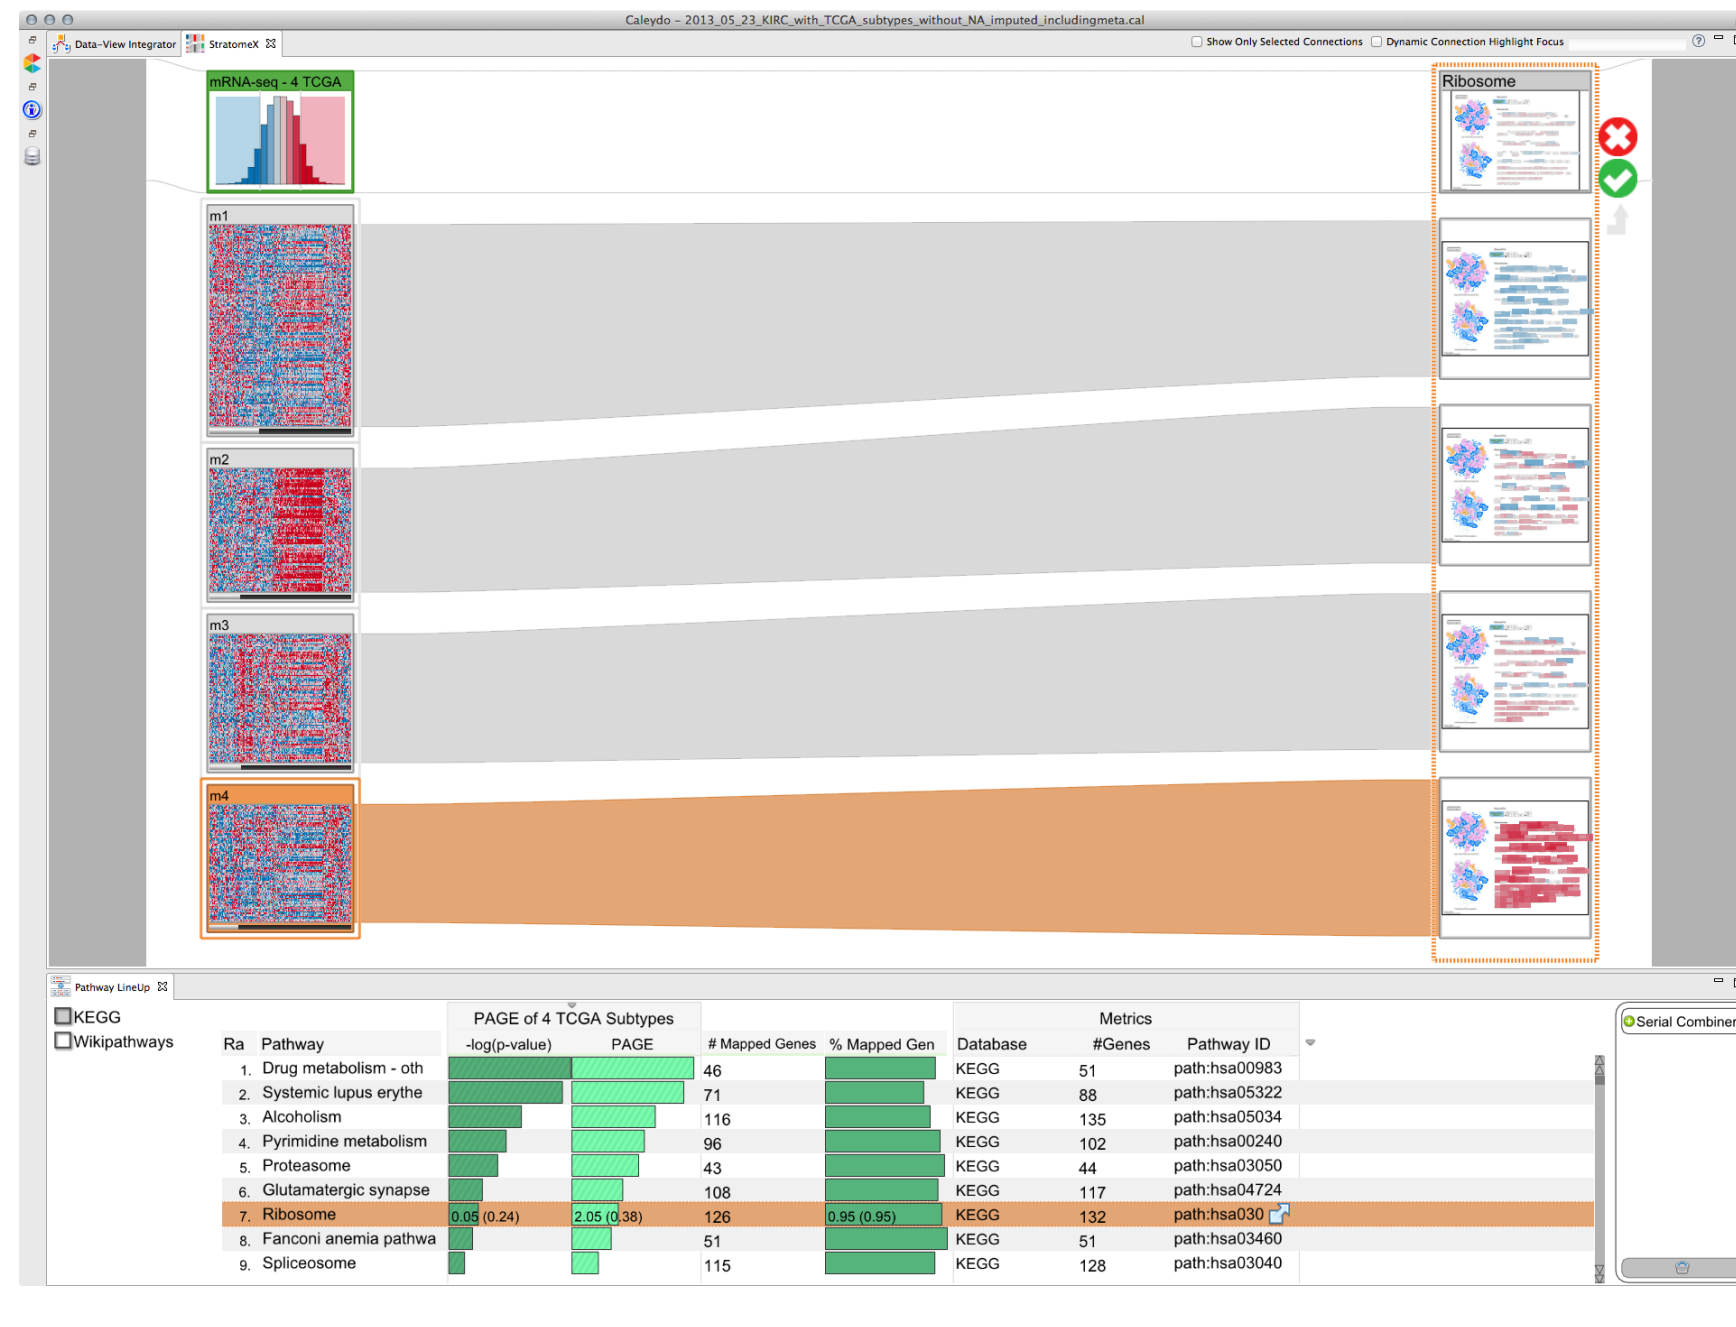 Caleydo – 2013_05_23_KIRC_with_TCGA_subtypes_without_NA_imputed_includingmeta.cal
Data-View Integrator StratomeX Show Only Selected Connections Dynamic Connection Highlight Focus
mRNA-seq - 4 TCGA Ribosome
m1
m2
m3
m4
Pathway LineUp
KEGG
Wikipathways
Serial Combiner
PAGE of 4 TCGA Subtypes Metrics
Ra Pathway -log(p-value) PAGE # Mapped Genes % Mapped Gen Database #Genes Pathway ID
1. Drug metabolism - oth 46 KEGG 51 path:hsa00983
2. Systemic lupus erythe 71 KEGG 88 path:hsa05322
3. Alcoholism 116 KEGG 135 path:hsa05034
4. Pyrimidine metabolism 96 KEGG 102 path:hsa00240
5. Proteasome 43 KEGG 44 path:hsa03050
6. Glutamatergic synapse 108 KEGG 117 path:hsa04724
7. Ribosome 0.05 (0.24) 2.05 (0.38) 126 0.95 (0.95) KEGG 132 path:hsa030
8. Fanconi anemia pathwa 51 KEGG 51 path:hsa03460
9. Spliceosome 115 KEGG 128 path:hsa03040